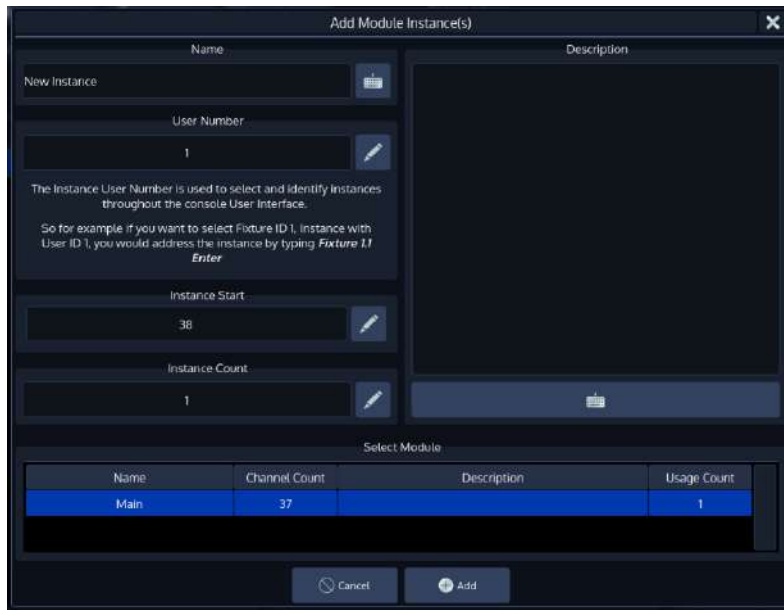 Add Module Instance(s)
Name
New Instance
User Number
1
The Instance User Number is used to select and identify instances
throughout the console User Interface.
So for example if you want to select Fixture ID 1, Instance with
User ID 1, you would address the instance by typing Fixture 1.1
Enter
Instance Start
38
Instance Count
1
Description
Select Module
Name Channel Count Description Usage Count
Main 37 1
Cancel Add